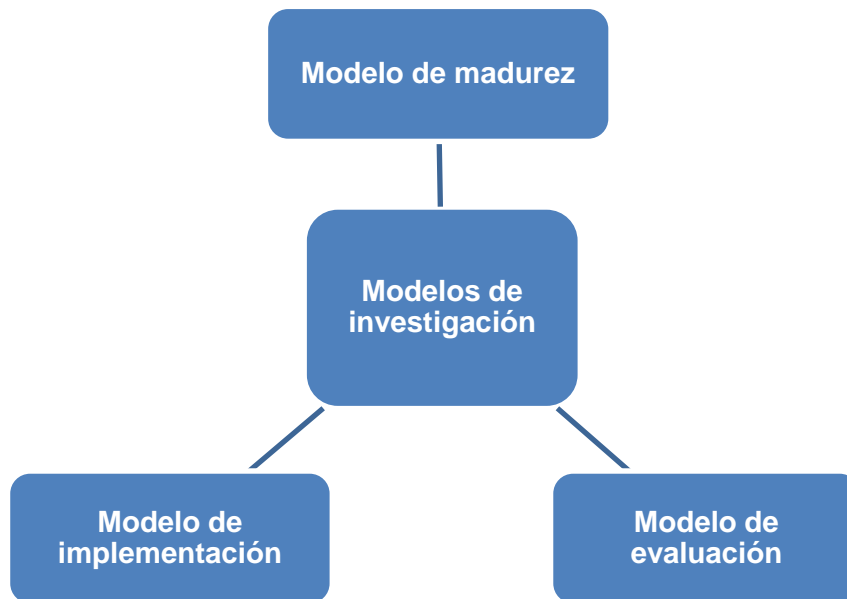 Modelo de madurez
Modelos de
investigación
Modelo de
implementación
Modelo de
evaluación